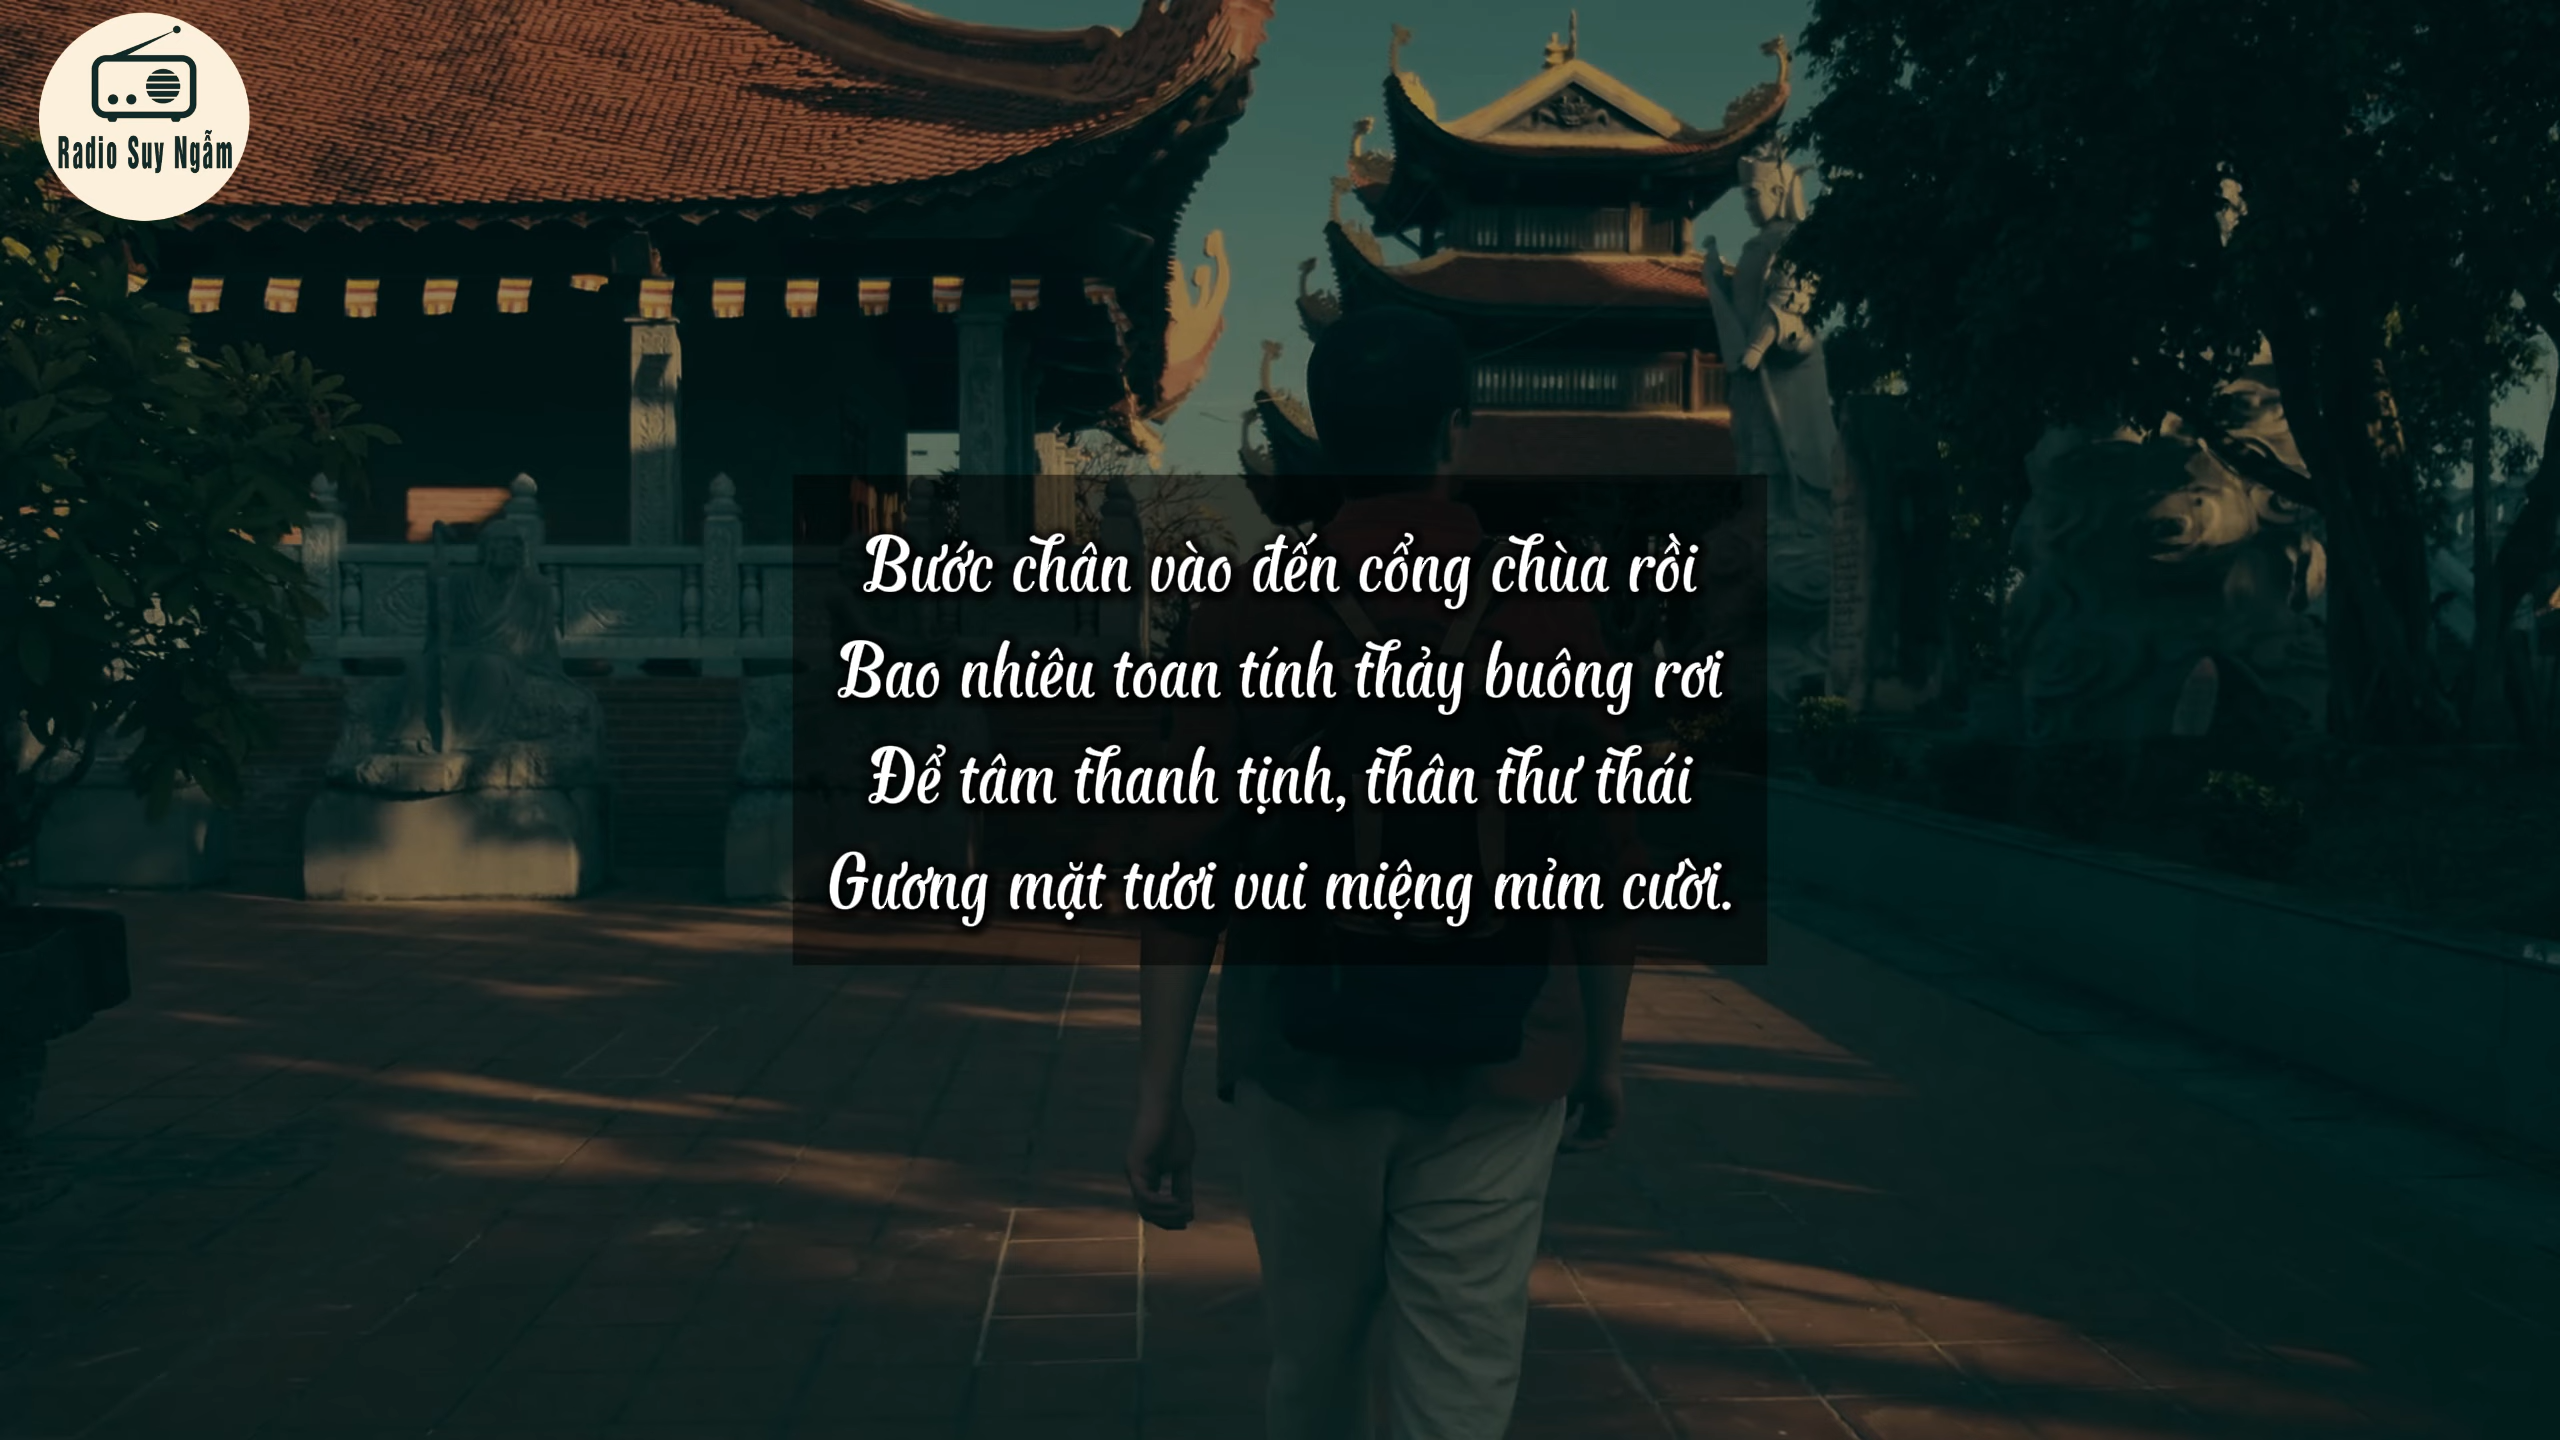 Radio Suy Ngẫm
Bước chân vào đến cổng chùa rồi
Bao nhiêu toan tính thảy buông rơi
Để tâm thanh tịnh, thân thư thái
Gương mặt tươi vui miệng mỉm cười.